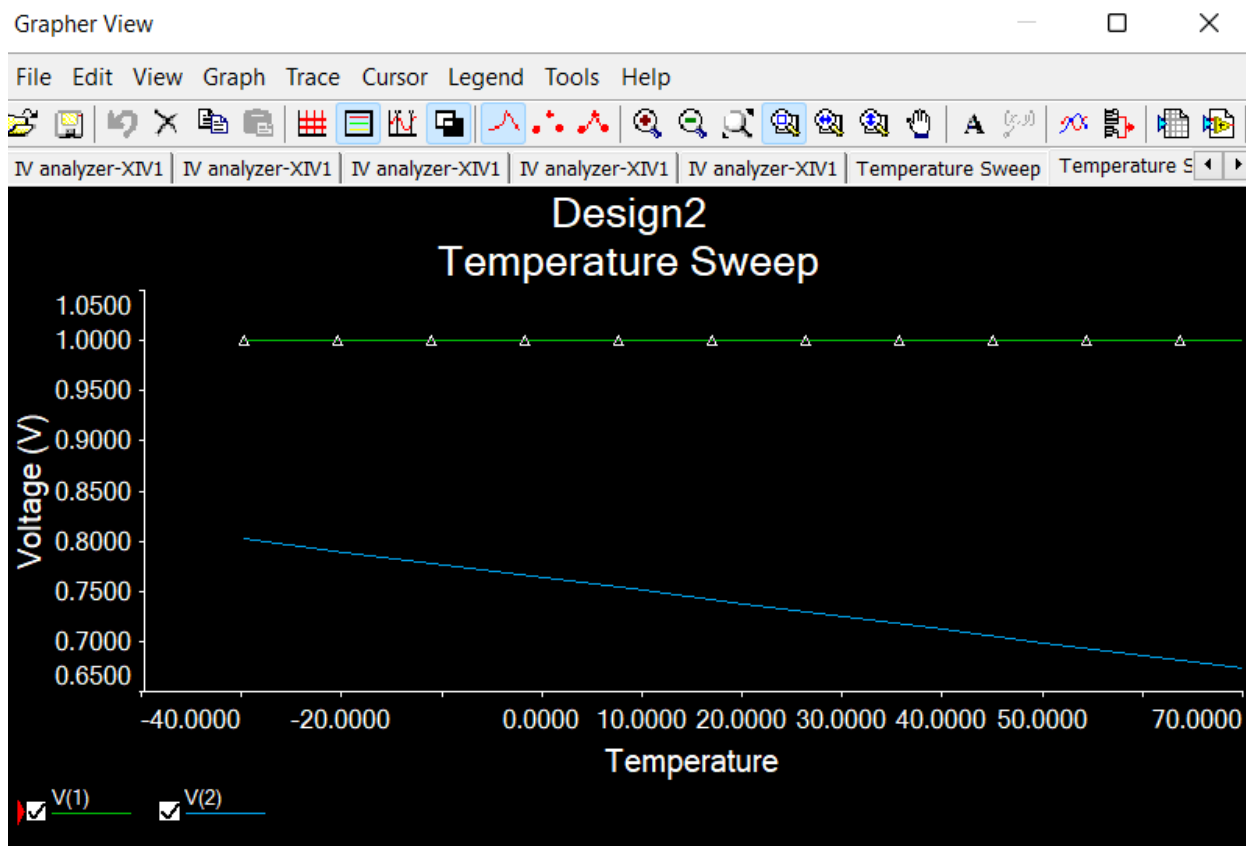 Grapher View
File Edit View Graph Trace Cursor Legend Tools Help
A
IV analyzer-XIV1 IV analyzer-XIV1 IV analyzer-XIV1 IV analyzer-XIV1 IV analyzer-XIV1 Temperature Sweep Temperature S
Design2
Temperature Sweep
1.0500
1.0000
0.9500
0.9000
0.8500
0.8000
0.7500
0.7000
0.6500
Voltage (V)
-40.0000 -20.0000 0.0000 10.0000 20.0000 30.0000 40.0000 50.0000 70.0000
Temperature
V(1) V(2)